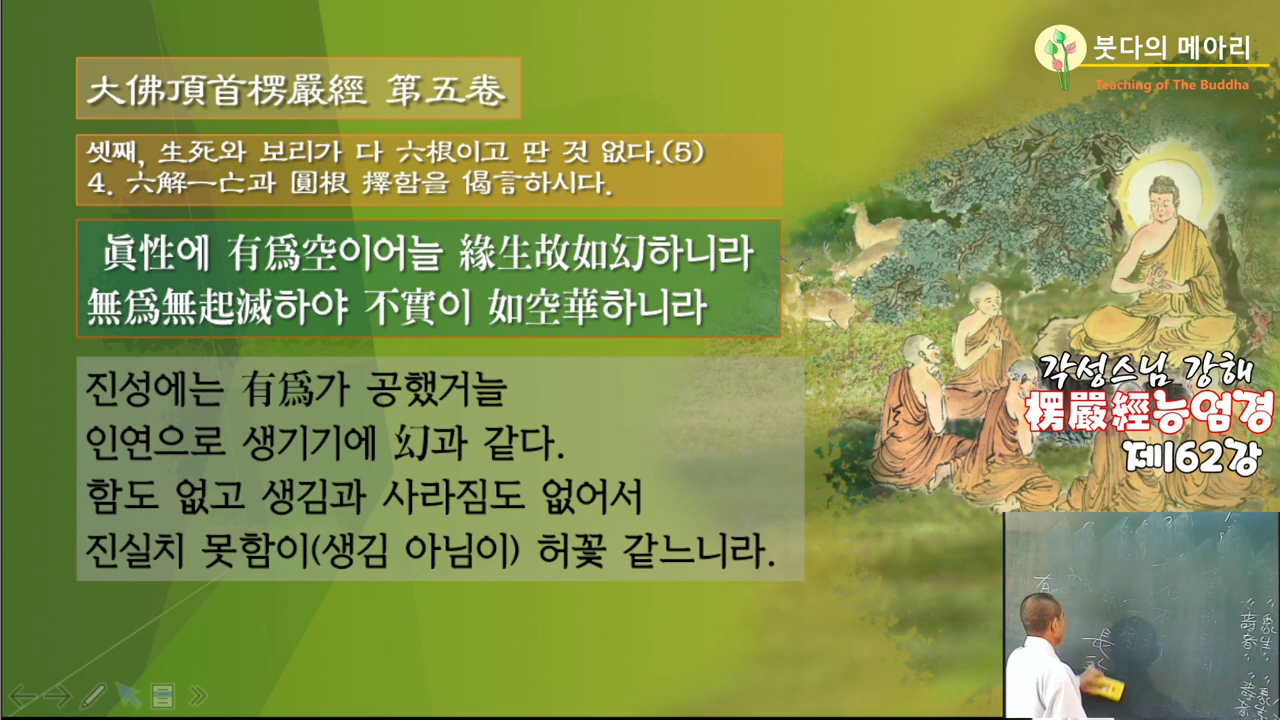 붓다의 메아리
Teaching of The Buddha
大佛頂首楞嚴經 第五卷
셋째, 生死와 보리가 다 六根이고 딴 것 없다.(5)
4. 六解一亡과 圓根 擇함을 偈言하시다.
眞性에 有爲空이어늘 緣生故如幻하니라
無爲無起滅하야 不實이 如空華하니라
진성에는 有爲가 공했거늘
인연으로 생기기에 幻과 같다.
함도 없고 생김과 사라짐도 없어서
진실치 못함이(생김 아님이) 허꽃 같느니라.
각성스님 강해
楞嚴經능엄경
제162강
有